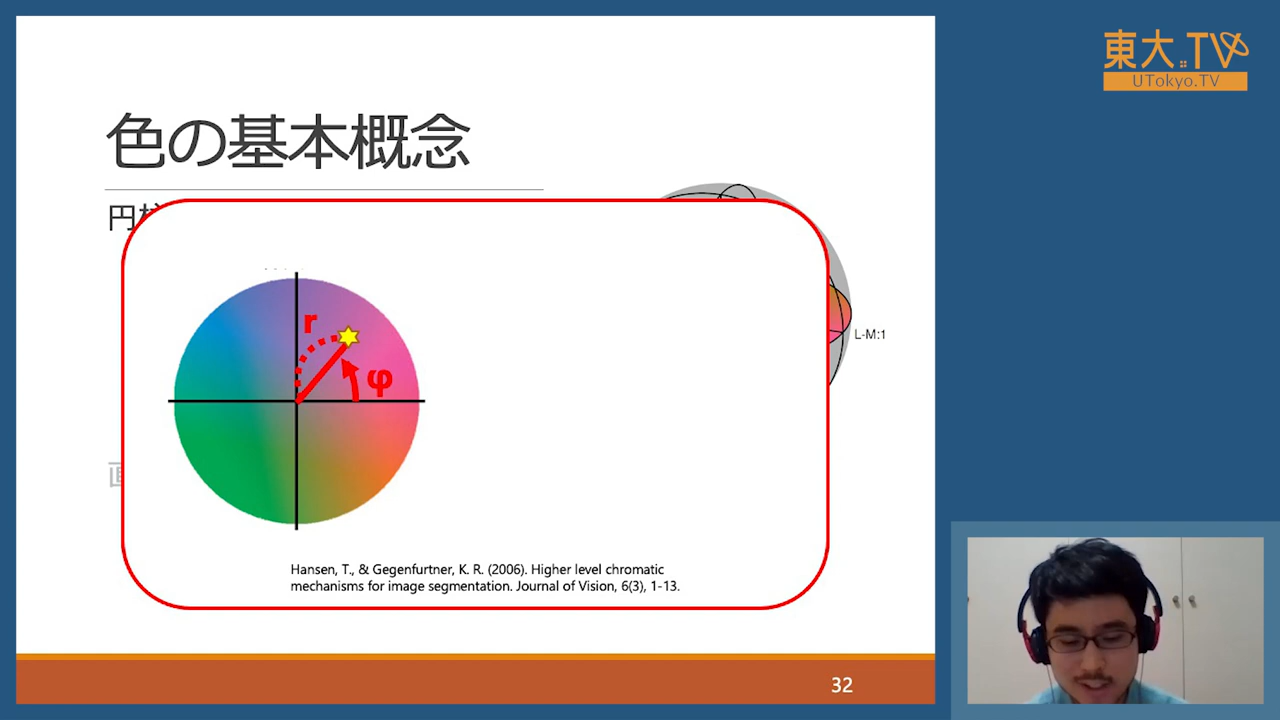 東大.TV
UTokyo.TV
色の基本概念
円
L-M:1
r
φ
Hansen, T., & Gegenfurtner, K. R. (2006). Higher level chromatic
mechanisms for image segmentation. Journal of Vision, 6(3), 1-13.
32